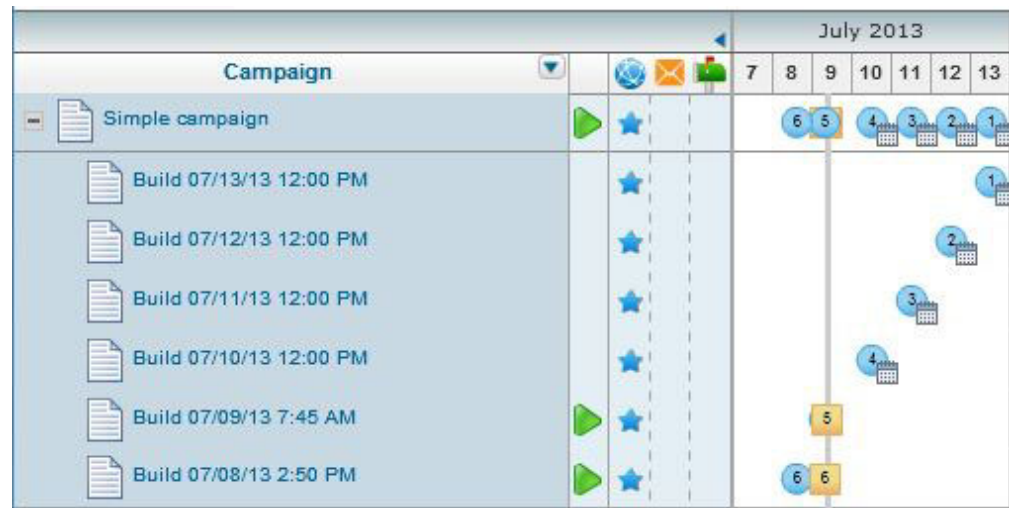 July 2013
Campaign 7 8 9 10 11 12 13
Simple campaign 6 5 4 3 2 1
Build 07/13/13 12:00 PM 1
Build 07/12/13 12:00 PM 2
Build 07/11/13 12:00 PM 3
Build 07/10/13 12:00 PM 4
Build 07/09/13 7:45 AM 5
Build 07/08/13 2:50 PM 6 6